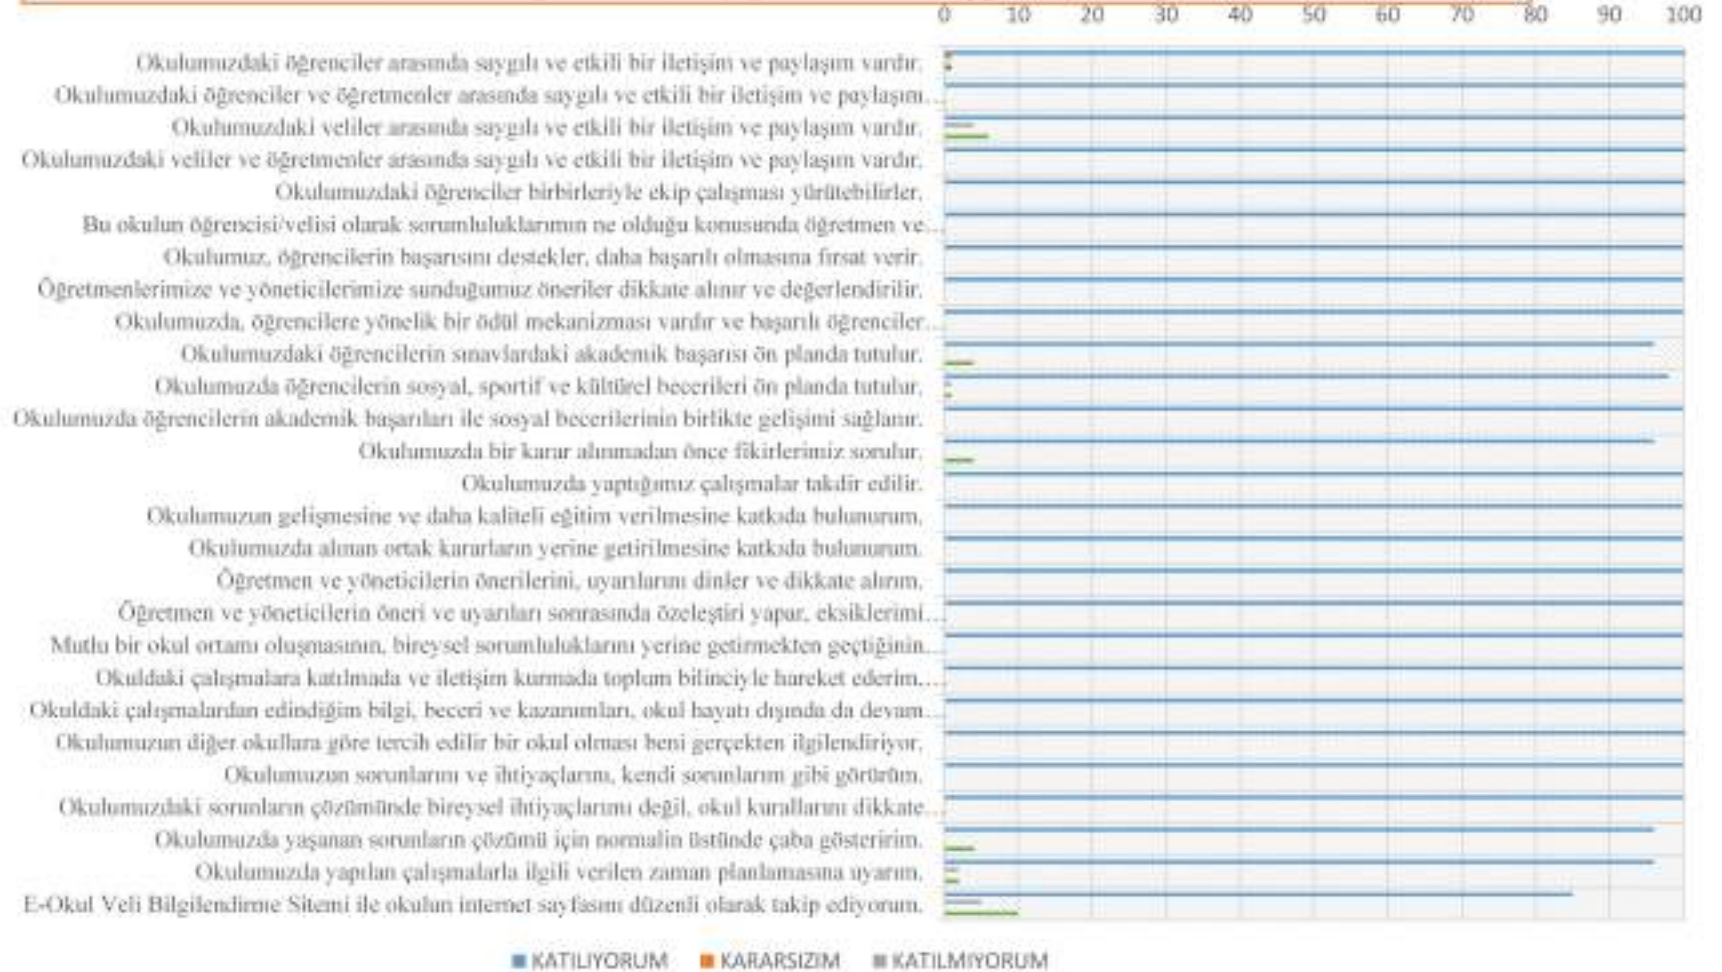 0 10 20 30 40 50 60 70 80 90 100
Okulumuzdaki öğrenciler arasında saygılı ve etkili bir iletişim ve paylaşım vardır.
Okulumuzdaki öğrenciler ve öğretmenler arasında saygılı ve etkili bir iletişim ve paylaşım…
Okulumuzdaki veliler arasında saygılı ve etkili bir iletişim ve paylaşım vardır.
Okulumuzdaki veliler ve öğretmenler arasında saygılı ve etkili bir iletişim ve paylaşım vardır.
Okulumuzdaki öğrenciler birbirleriyle ekip çalışması yürütebilirler.
Bu okulun öğrencisi/velisi olarak sorumluluklarımın ne olduğu konusunda öğretmen ve…
Okulumuz, öğrencilerin başarısını destekler, daha başarılı olmasına fırsat verir.
Öğretmenlerimize ve yöneticilerimize sunduğumuz öneriler dikkate alınır ve değerlendirilir.
Okulumuzda, öğrencilere yönelik bir ödül mekanizması vardır ve başarılı öğrenciler…
Okulumuzdaki öğrencilerin sınavlardaki akademik başarısı ön planda tutulur.
Okulumuzda öğrencilerin sosyal, sportif ve kültürel becerileri ön planda tutulur.
Okulumuzda öğrencilerin akademik başarıları ile sosyal becerilerinin birlikte gelişimi sağlanır.
Okulumuzda bir karar alınmadan önce fikirlerimiz sorulur.
Okulumuzda yaptığımız çalışmalar takdir edilir.
Okulumuzun gelişmesine ve daha kaliteli eğitim verilmesine katkıda bulunurum.
Okulumuzda alınan ortak kararların yerine getirilmesine katkıda bulunurum.
Öğretmen ve yöneticilerin önerilerini, uyarılarını dinler ve dikkate alırım.
Öğretmen ve yöneticilerin öneri ve uyarıları sonrasında özeleştiri yapar, eksiklerimi…
Mutlu bir okul ortamı oluşmasının, bireysel sorumluluklarını yerine getirmekten geçtiğinin…
Okuldaki çalışmalara katılmada ve iletişim kurmada toplum bilinciyle hareket ederim.…
Okuldaki çalışmalardan edindiğim bilgi, beceri ve kazanımları, okul hayatı dışında da devam…
Okulumuzun diğer okullara göre tercih edilir bir okul olması beni gerçekten ilgilendiriyor.
Okulumuzun sorunlarını ve ihtiyaçlarını, kendi sorunlarım gibi görürüm.
Okulumuzdaki sorunların çözümünde bireysel ihtiyaçlarımı değil, okul kurallarını dikkate…
Okulumuzda yaşanan sorunların çözümü için normalin üstünde çaba gösteririm.
Okulumuzda yapılan çalışmalarla ilgili verilen zaman planlamasına uyarım.
E-Okul Veli Bilgilendirme Sitemi ile okulun internet sayfasını düzenli olarak takip ediyorum.
KATILIYORUM KARARSIZIM KATILMIYORUM